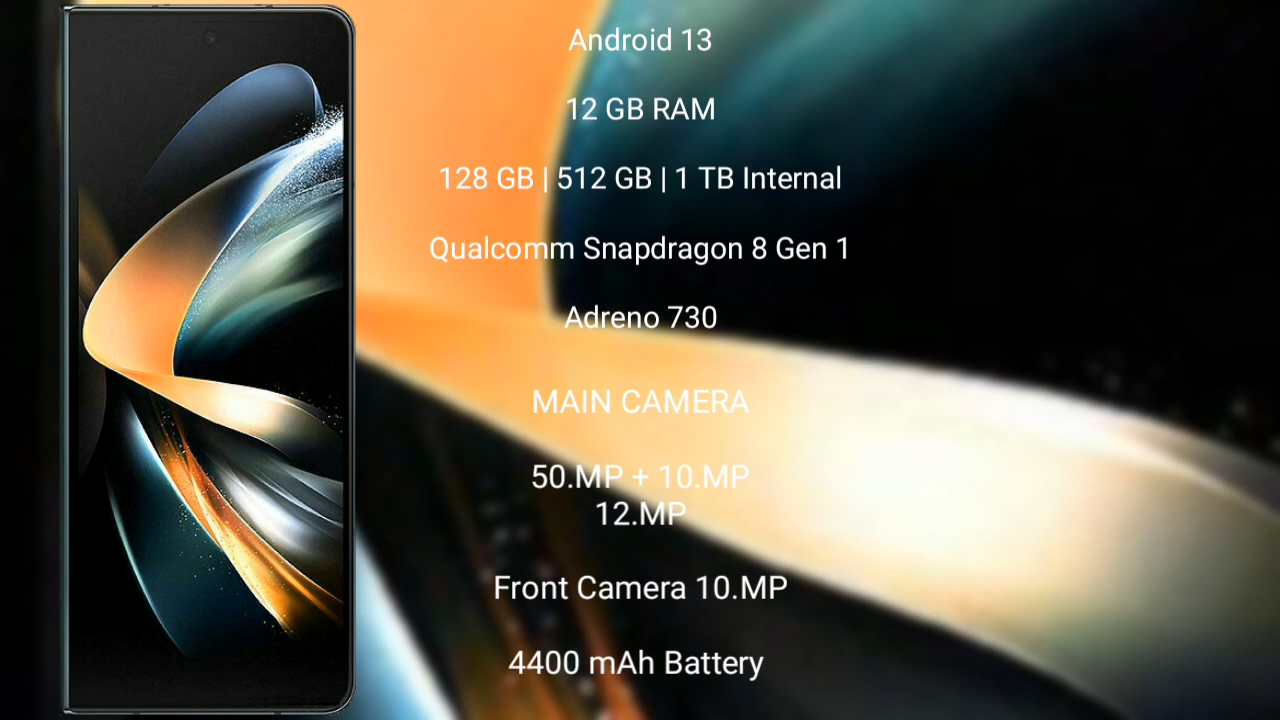 Android 13
12 GB RAM
128 GB | 512 GB | 1 TB Internal
Qualcomm Snapdragon 8 Gen 1
Adreno 730
MAIN CAMERA
50.MP + 10.MP
12.MP
Front Camera 10.MP
4400 mAh Battery